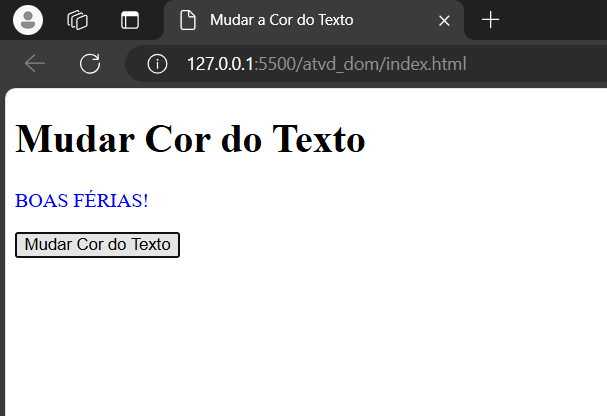 Mudar a Cor do Texto
127.0.0.1:5500/atvd_dom/index.html
Mudar Cor do Texto
BOAS FÉRIAS!
Mudar Cor do Texto